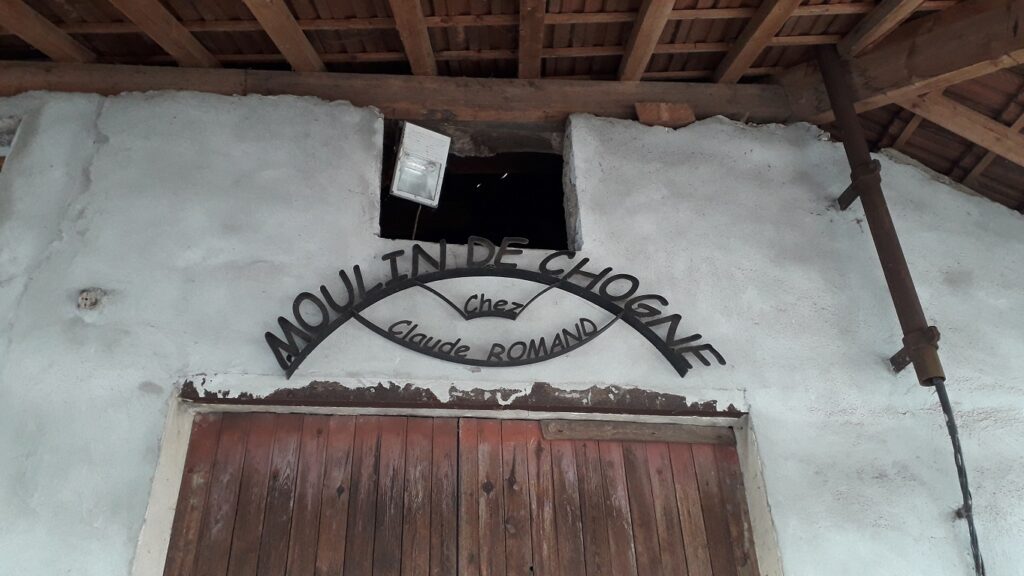 MOULIN DE CHOGNE
Chez
Claude ROMAND